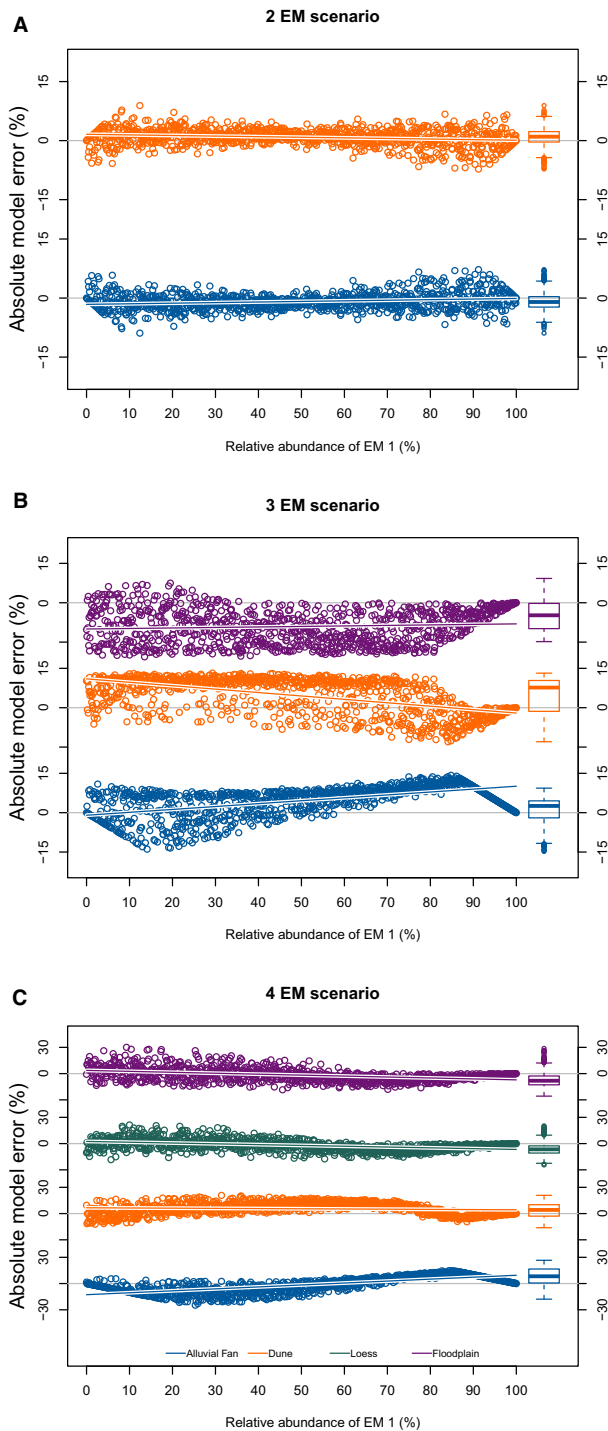 A
2 EM scenario
Absolute model error (%)
15
0
−15
15
0
−15
15
0
−15
15
0
−15
0 10 20 30 40 50 60 70 80 90 100
Relative abundance of EM 1 (%)
B
3 EM scenario
Absolute model error (%)
15
0
15
0
15
0
−15
15
0
15
0
15
0
−15
0 10 20 30 40 50 60 70 80 90 100
Relative abundance of EM 1 (%)
C
4 EM scenario
Absolute model error (%)
30
0
30
0
30
0
30
−30
30
0
30
0
30
0
30
0
−30
Alluvial Fan Dune Loess Floodplain
0 10 20 30 40 50 60 70 80 90 100
Relative abundance of EM 1 (%)